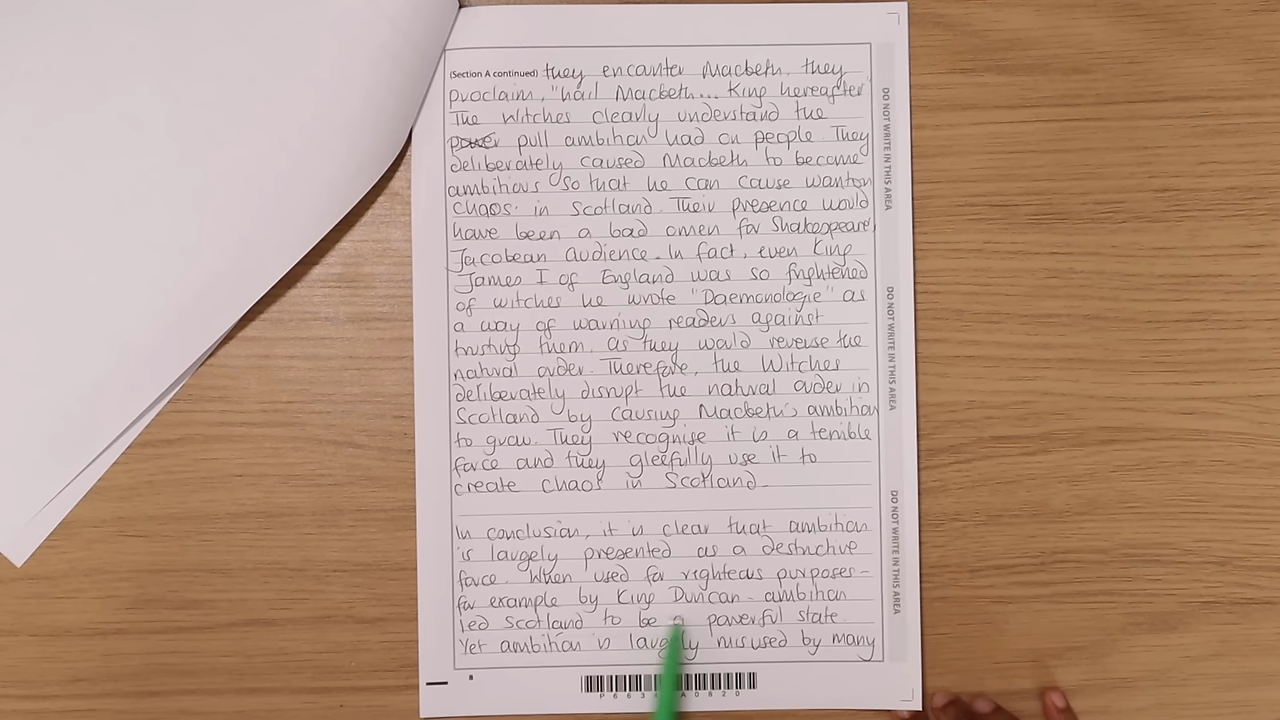 (Section A continued) they encanter Macbeth, they
proclaim, "hail Macbeth... King hereafter"
The Witches clearly understand the
power pull ambition had on people. They
deliberately caused Macbeth to become
ambitious so that he can cause wanton
chaos in Scotland. Their presence would
have been a bad omen for Shakespeare's
Jacobean audience. In fact, even King
James I of England was so frightened
of witches he wrote "Daemonologie" as
a way of warning readers against
trusting them, as they would reverse the
natural order. Therefore, the Witches
deliberately disrupt the natural order in
Scotland by causing Macbeth's ambition
to grow. They recognise it is a terrible
force and they gleefully use it to
create chaos in Scotland.
In conclusion, it is clear that ambition
is largely presented as a destructive
force. When used for righteous purposes -
for example by King Duncan - ambition
led Scotland to be a powerful state.
Yet ambition is largely misused by many
8
DO NOT WRITE IN THIS AREA
DO NOT WRITE IN THIS AREA
DO NOT WRITE IN THIS AREA